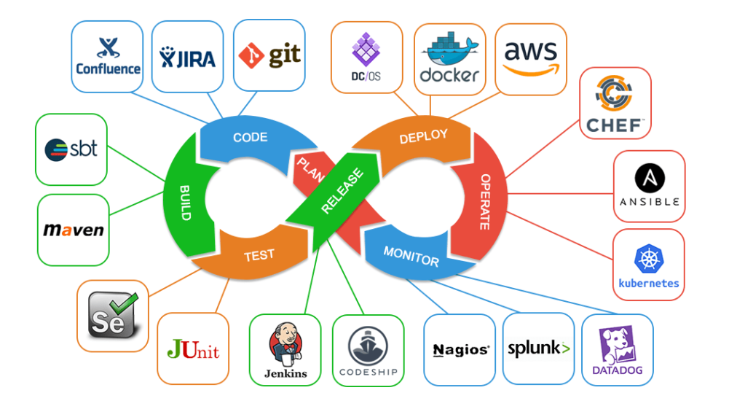 Confluence
JIRA
git
DC/OS
docker
aws
CHEF
sbt
maven
CODE
PLAN
BUILD
TEST
RELEASE
DEPLOY
OPERATE
MONITOR
ANSIBLE
kubernetes
Se
JUnit
Jenkins
CODESHIP
Nagios®
splunk>
DATADOG